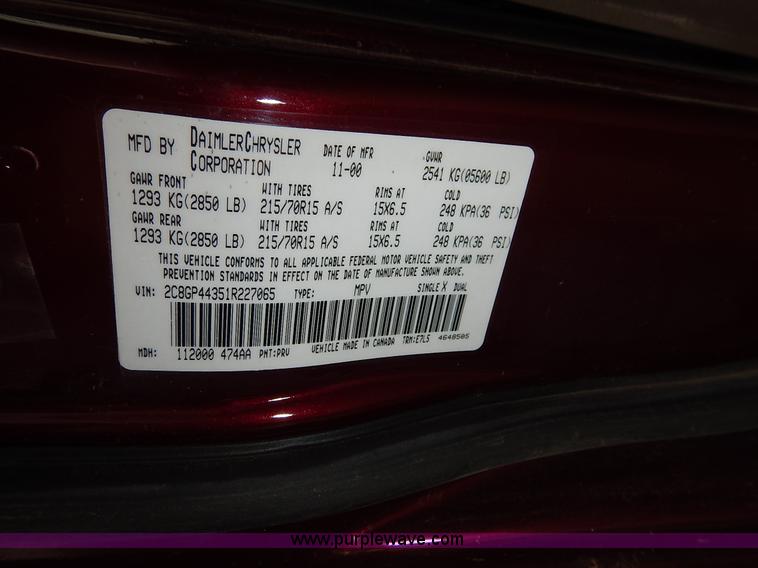 MFD BY DAIMLERCHRYSLER CORPORATION DATE OF MFR 11-00 GVWR 2541 KG(05600 LB)
GAWR FRONT WITH TIRES RIMS AT COLD
1293 KG(2850 LB) 215/70R15 A/S 15X6.5 248 KPA(36 PSI)
GAWR REAR WITH TIRES RIMS AT COLD
1293 KG(2850 LB) 215/70R15 A/S 15X6.5 248 KPA(36 PSI)
THIS VEHICLE CONFORMS TO ALL APPLICABLE FEDERAL MOTOR VEHICLE SAFETY AND THEFT
PREVENTION STANDARDS IN EFFECT ON THE DATE OF MANUFACTURE SHOWN ABOVE.
VIN: 2C8GP44351R227065 TYPE: MPV SINGLE X DUAL
MDH: 112000 474AA PNT:PRV VEHICLE MADE IN CANADA TRM:E7L5 4648505
www.purplewave.com